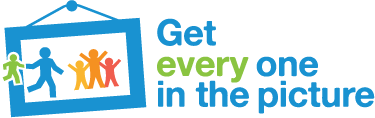 Get
every one
in the picture